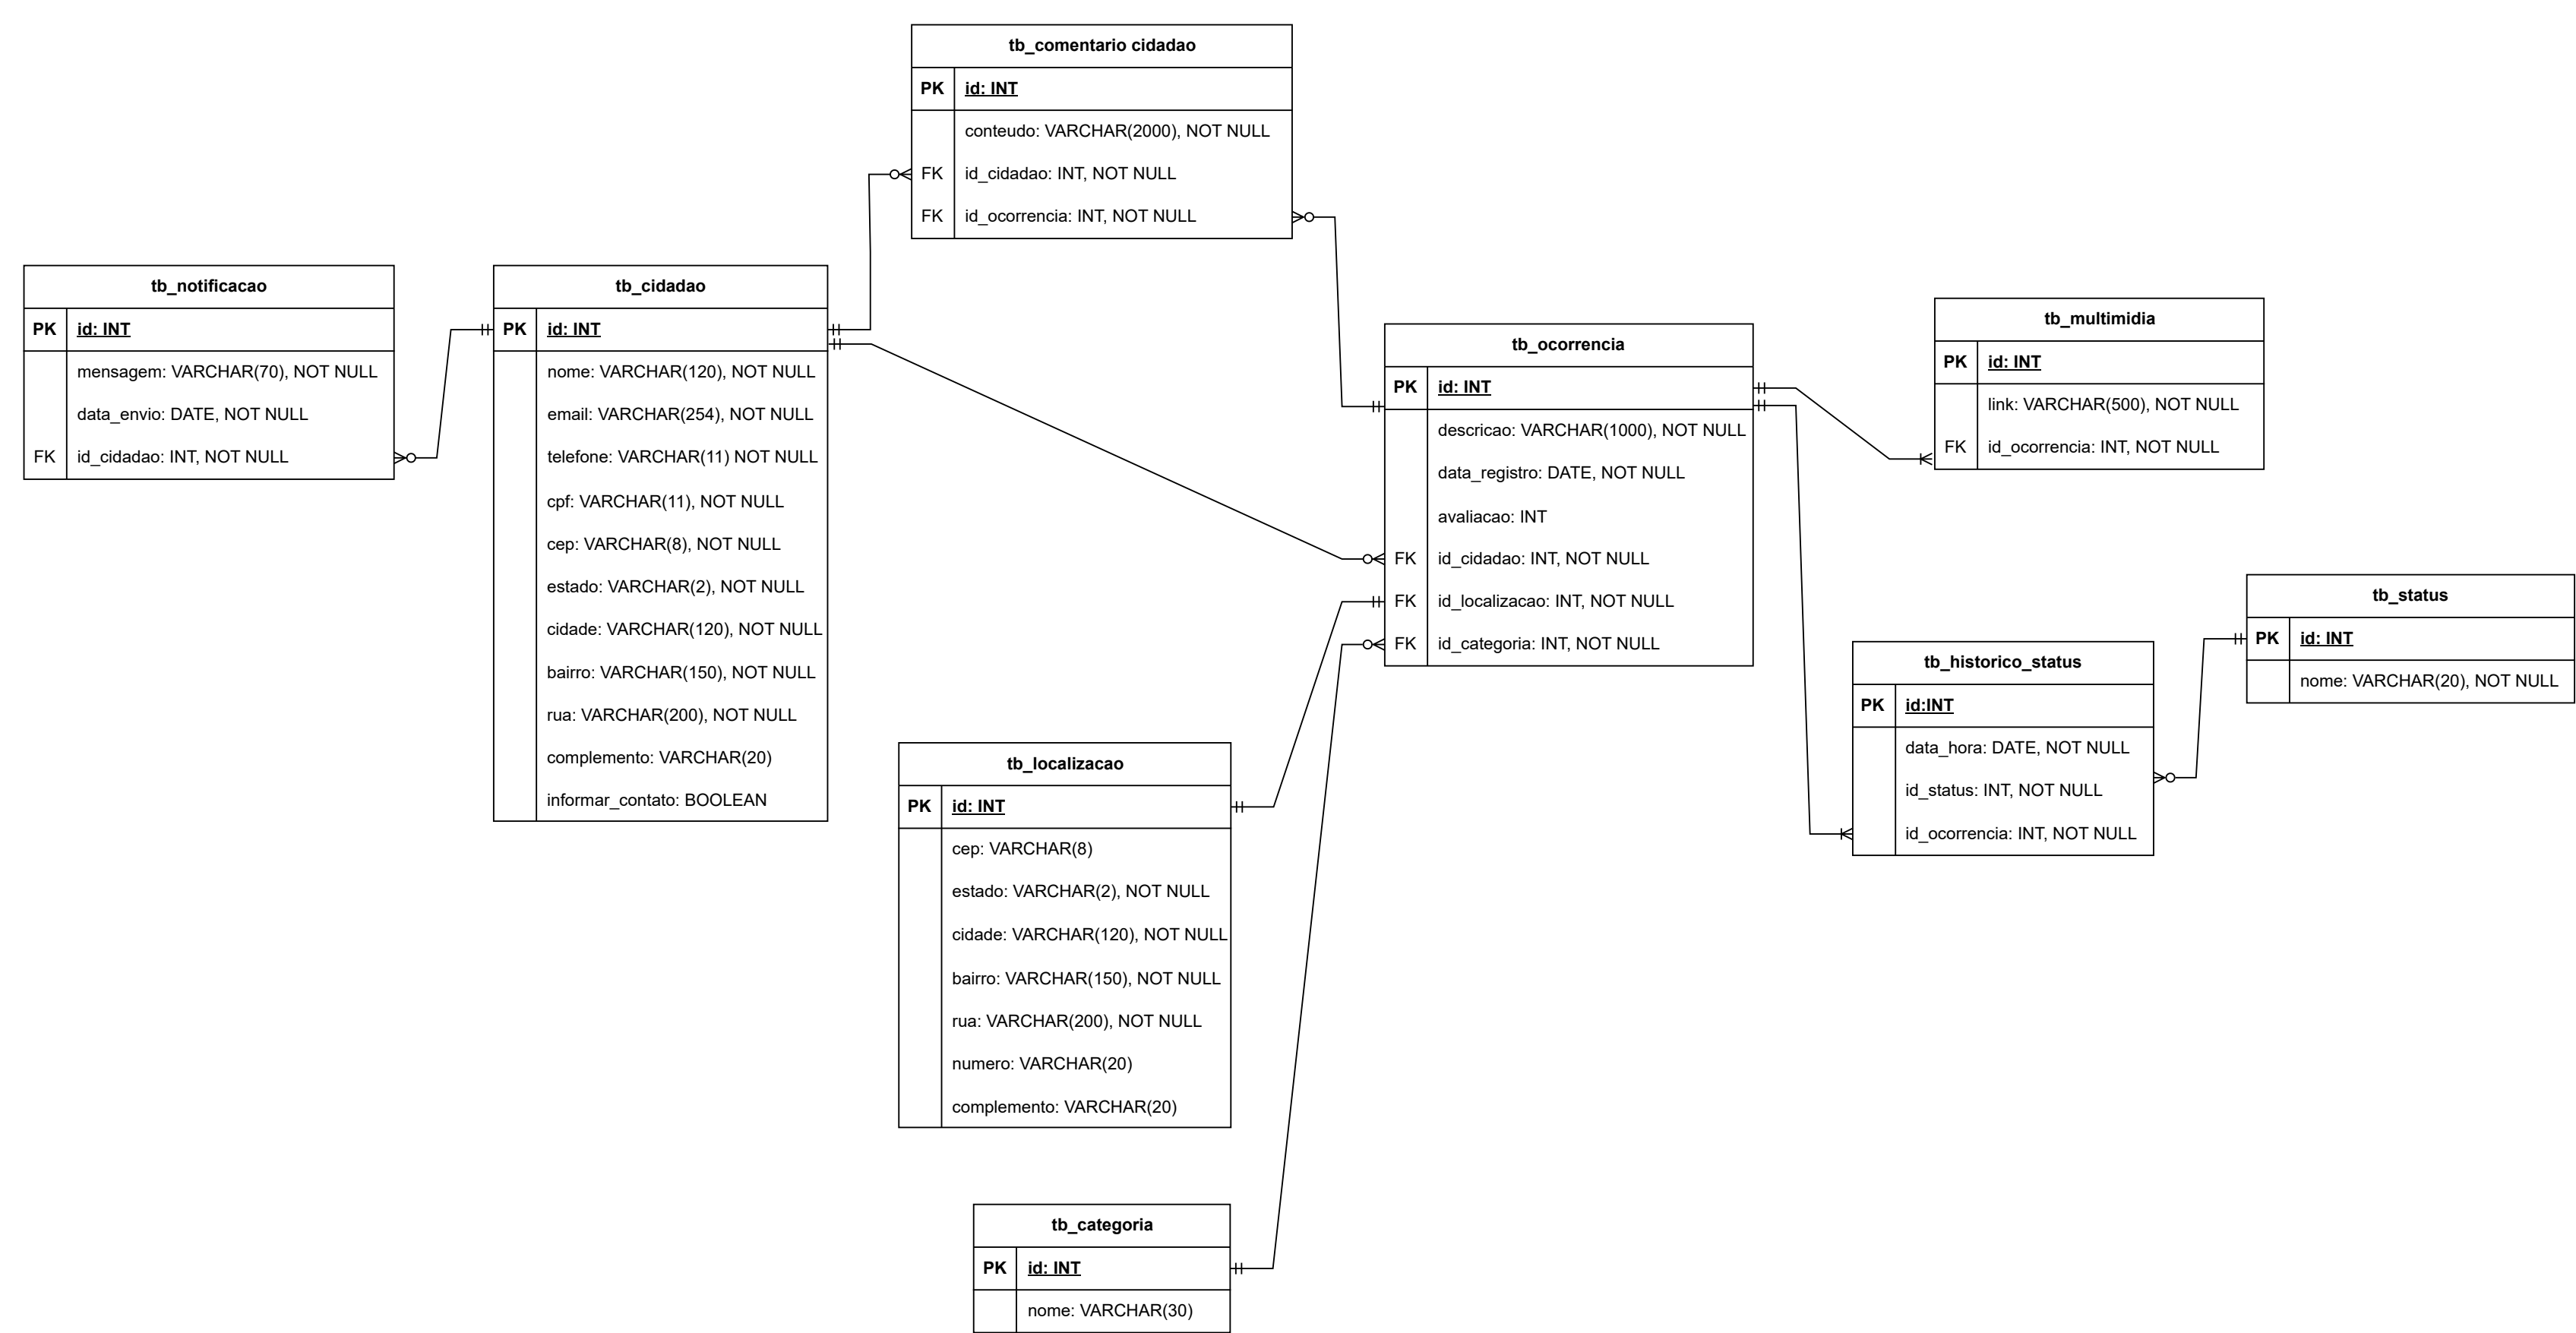 tb_comentario cidadao
PK id: INT
conteudo: VARCHAR(2000), NOT NULL
FK id_cidadao: INT, NOT NULL
FK id_ocorrencia: INT, NOT NULL
tb_notificacao
PK id: INT
mensagem: VARCHAR(70), NOT NULL
data_envio: DATE, NOT NULL
FK id_cidadao: INT, NOT NULL
tb_cidadao
PK id: INT
nome: VARCHAR(120), NOT NULL
email: VARCHAR(254), NOT NULL
telefone: VARCHAR(11) NOT NULL
cpf: VARCHAR(11), NOT NULL
cep: VARCHAR(8), NOT NULL
estado: VARCHAR(2), NOT NULL
cidade: VARCHAR(120), NOT NULL
bairro: VARCHAR(150), NOT NULL
rua: VARCHAR(200), NOT NULL
complemento: VARCHAR(20)
informar_contato: BOOLEAN
tb_ocorrencia
PK id: INT
descricao: VARCHAR(1000), NOT NULL
data_registro: DATE, NOT NULL
avaliacao: INT
FK id_cidadao: INT, NOT NULL
FK id_localizacao: INT, NOT NULL
FK id_categoria: INT, NOT NULL
tb_multimidia
PK id: INT
link: VARCHAR(500), NOT NULL
FK id_ocorrencia: INT, NOT NULL
tb_status
PK id: INT
nome: VARCHAR(20), NOT NULL
tb_historico_status
PK id:INT
data_hora: DATE, NOT NULL
id_status: INT, NOT NULL
id_ocorrencia: INT, NOT NULL
tb_localizacao
PK id: INT
cep: VARCHAR(8)
estado: VARCHAR(2), NOT NULL
cidade: VARCHAR(120), NOT NULL
bairro: VARCHAR(150), NOT NULL
rua: VARCHAR(200), NOT NULL
numero: VARCHAR(20)
complemento: VARCHAR(20)
tb_categoria
PK id: INT
nome: VARCHAR(30)